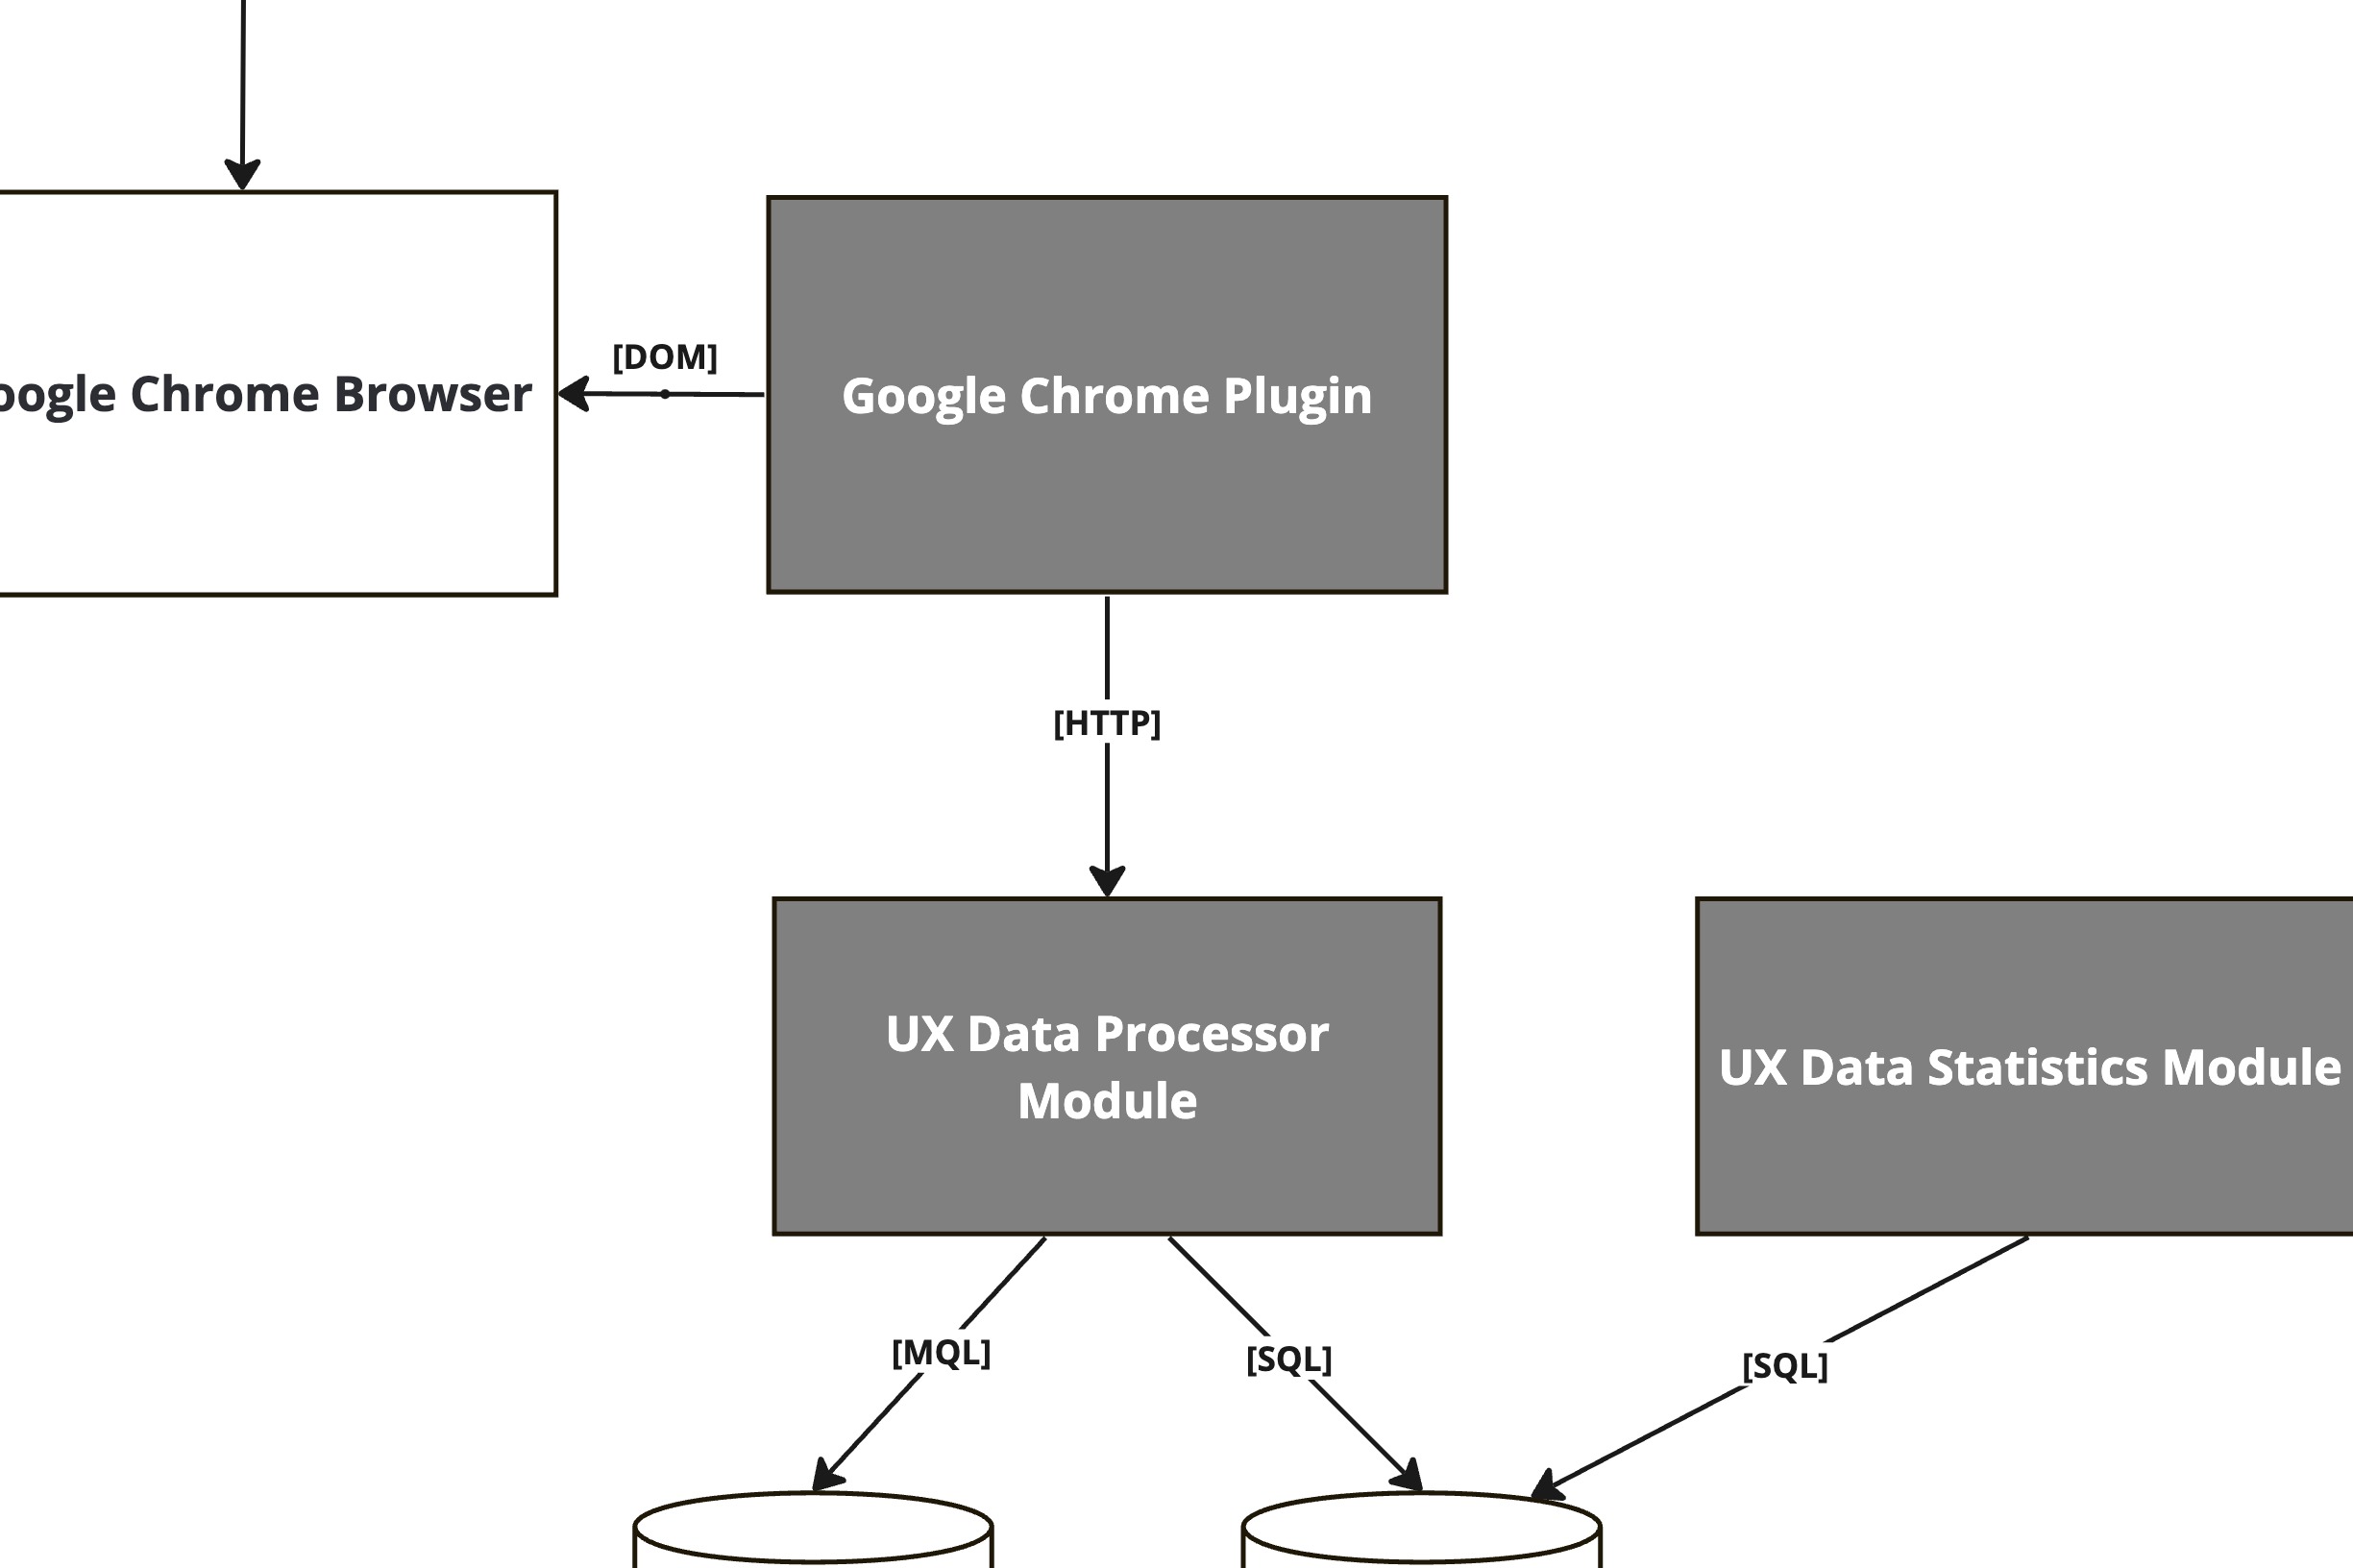 [DOM]
oogle Chrome Browser
Google Chrome Plugin
[HTTP]
UX Data Processor
Module
UX Data Statistics Module
[MQL]
[SQL]
[SQL]